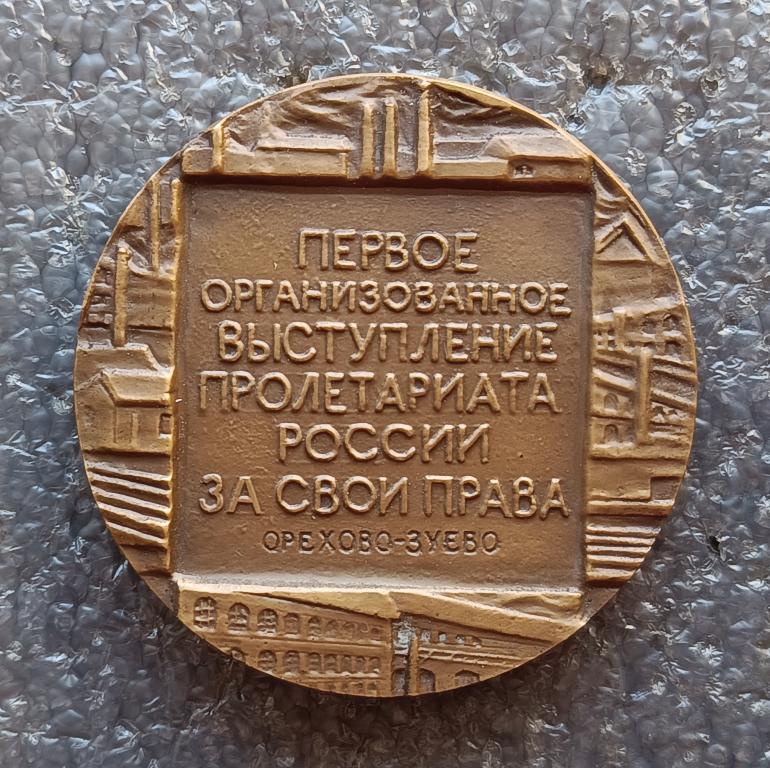 ПЕРВОЕ
ОРГАНИЗОВАННОЕ
ВЫСТУПЛЕНИЕ
ПРОЛЕТАРИАТА
РОССИИ
ЗА СВОИ ПРАВА
ОРЕХОВО-ЗУЕВО